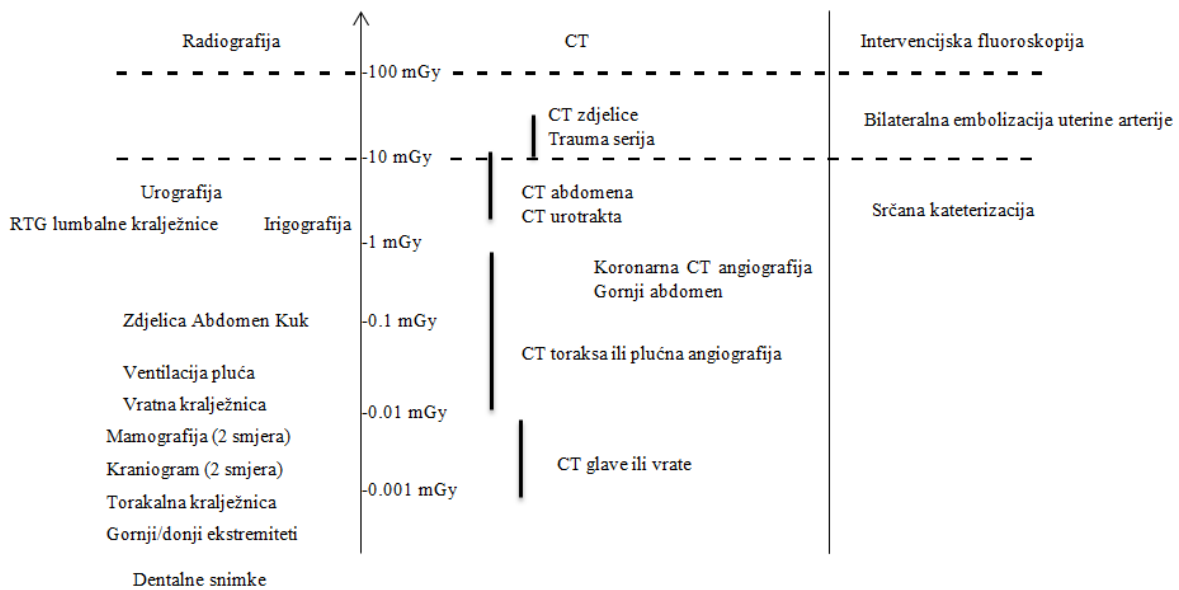 Radiografija
CT
Intervencijska fluoroskopija
-100 mGy
CT zdjelice
Trauma serija
Bilateralna embolizacija uterine arterije
-10 mGy
Urografija
CT abdomena
CT urotrakta
Srčana kateterizacija
RTG lumbalne kralježnice
Irigografija
-1 mGy
Koronarna CT angiografija
Gornji abdomen
Zdjelica Abdomen Kuk
-0.1 mGy
CT toraksa ili plućna angiografija
Ventilacija pluća
Vratna kralježnica
-0.01 mGy
Mamografija (2 smjera)
Kraniogram (2 smjera)
CT glave ili vrate
-0.001 mGy
Torakalna kralježnica
Gornji/donji ekstremiteti
Dentalne snimke